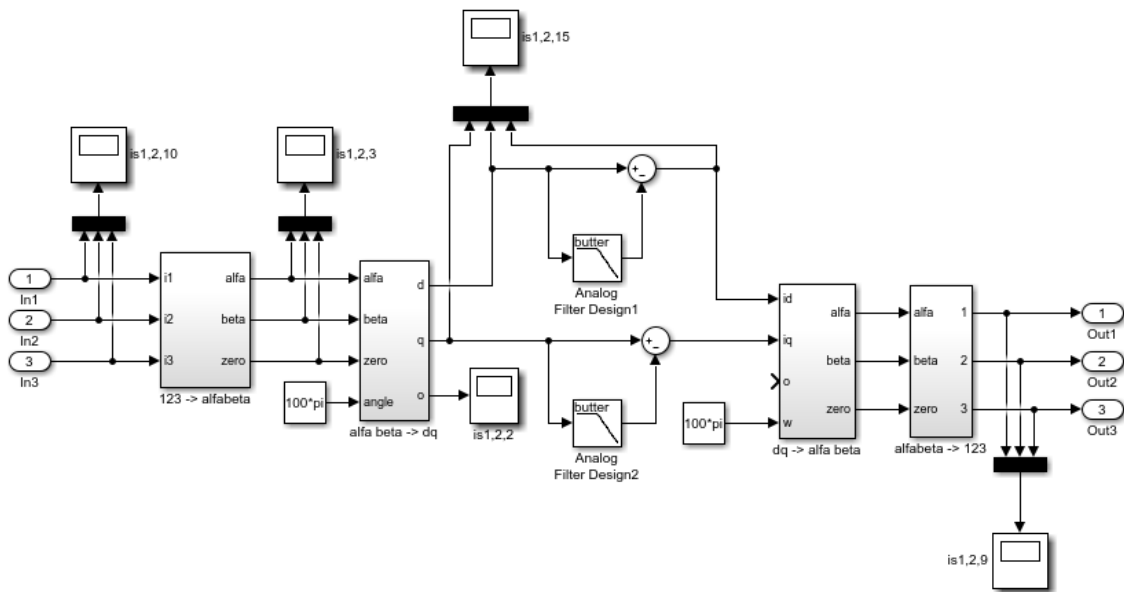 is1,2,15
is1,2,10
is1,2,3
butter
Analog
Filter Design1
1
In1
2
In2
3
In3
i1
i2
i3
alfa
beta
zero
123 -> alfabeta
alfa
beta
zero
angle
d
q
o
alfa beta -> dq
100*pi
is1,2,2
butter
Analog
Filter Design2
100*pi
id
iq
o
w
alfa
beta
zero
dq -> alfa beta
alfa
beta
zero
1
2
3
alfabeta -> 123
1
Out1
2
Out2
3
Out3
is1,2,9